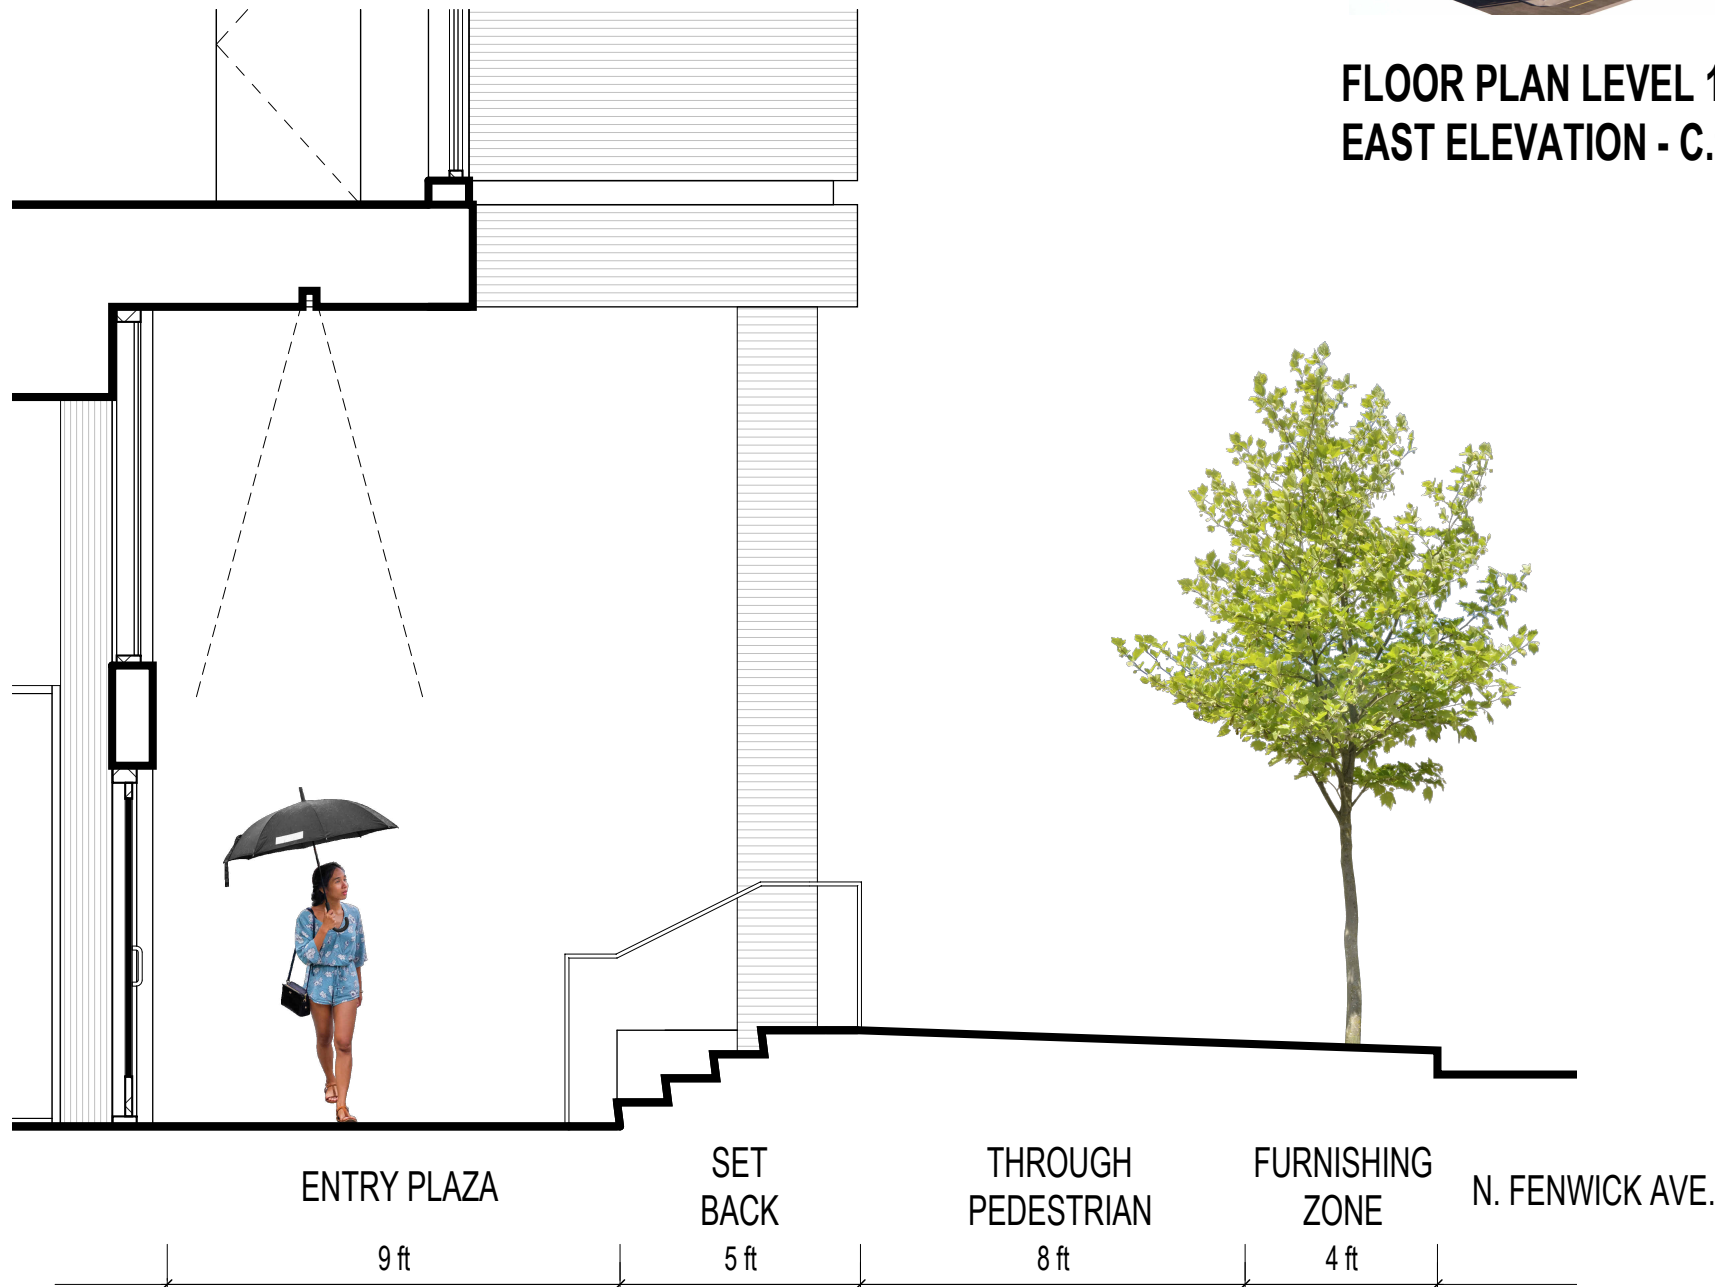 FLOOR PLAN LEVEL 1
EAST ELEVATION - C.
ENTRY PLAZA
SET
BACK
THROUGH
PEDESTRIAN
FURNISHING
ZONE
N. FENWICK AVE.
9 ft
5 ft
8 ft
4 ft